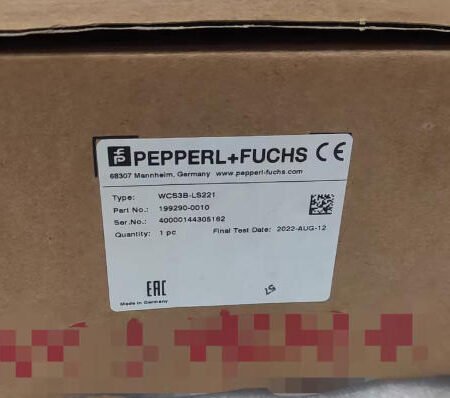 PEPPERL+FUCHS CE
68307 Mannheim, Germany www.pepperl-fuchs.com
Type: WCS3B-LS221
Part No.: 199290-0010
Ser.No.: 40000144305162
Quantity: 1 pc Final Test Date: 2022-AUG-12
EAC
LS
Made in Germany